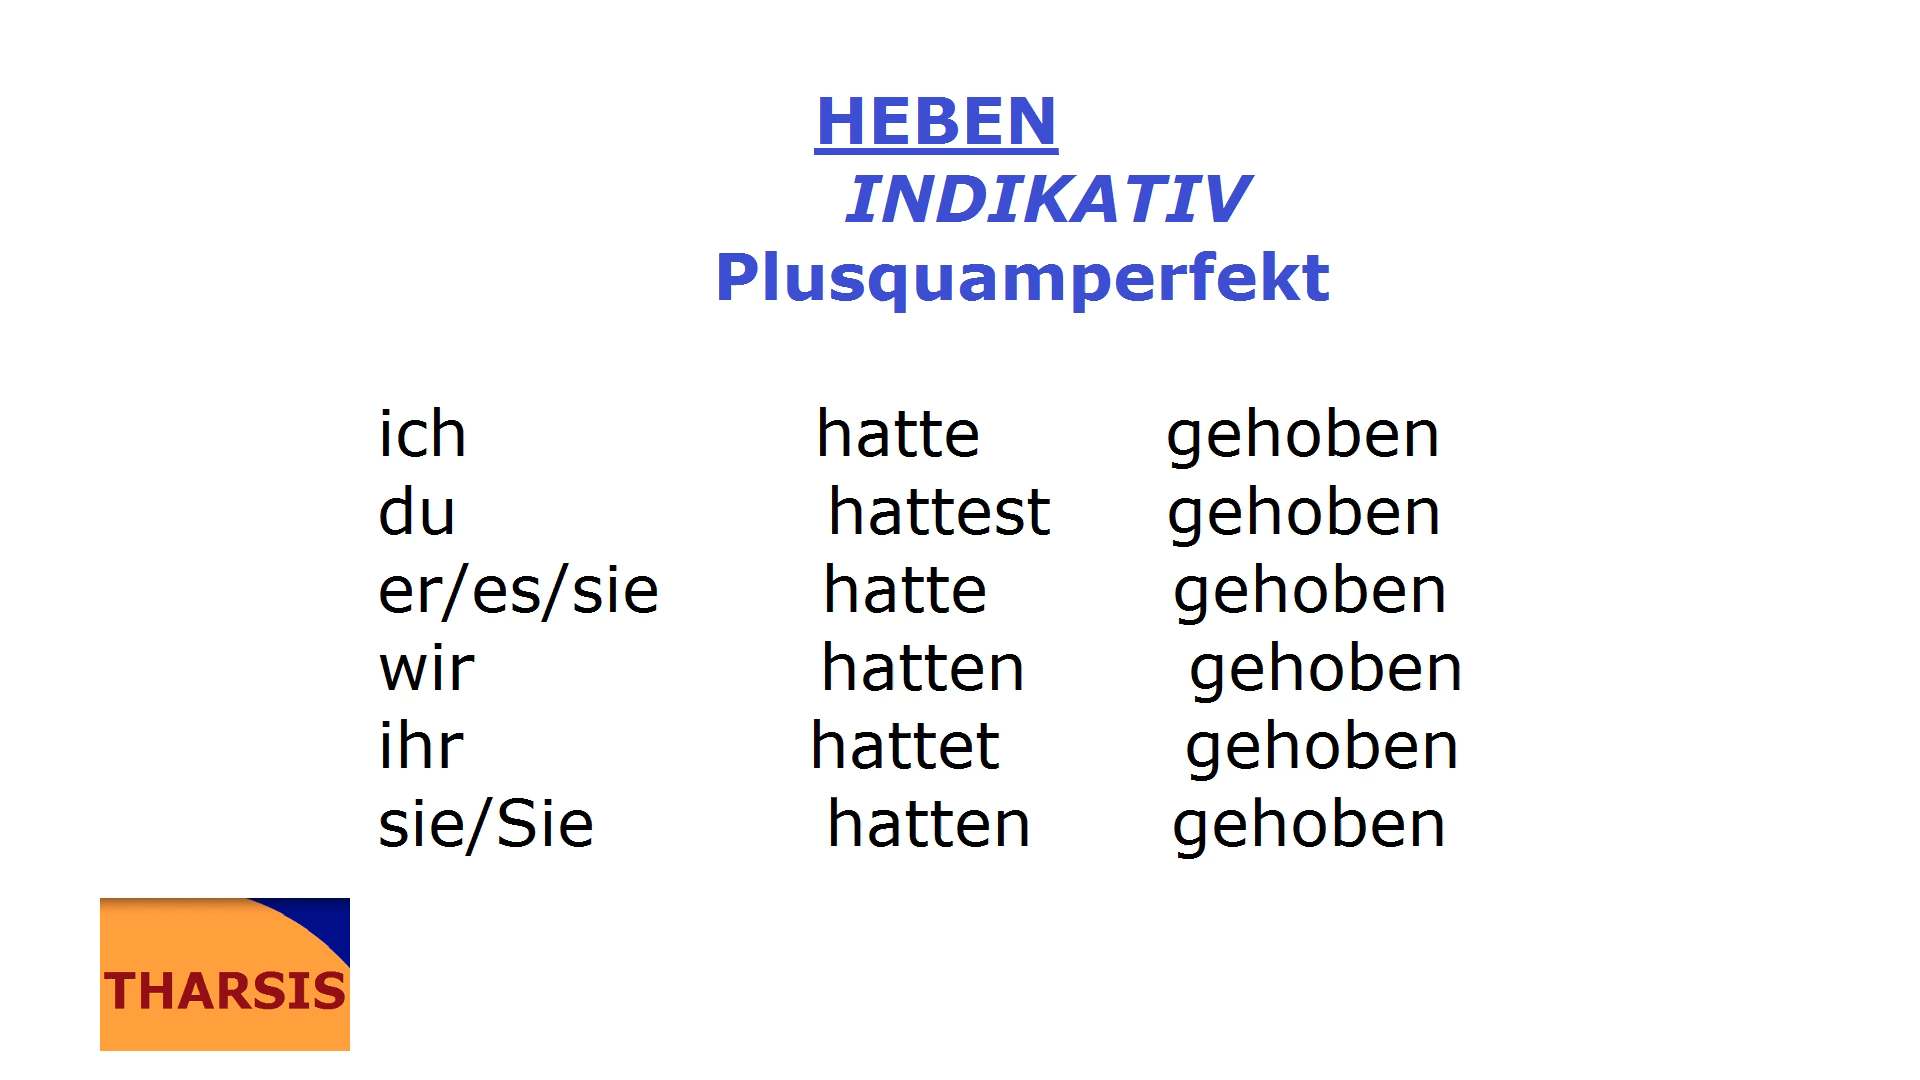 HEBEN
INDIKATIV
Plusquamperfekt
ich hatte gehoben
du hattest gehoben
er/es/sie hatte gehoben
wir hatten gehoben
ihr hattet gehoben
sie/Sie hatten gehoben
THARSIS